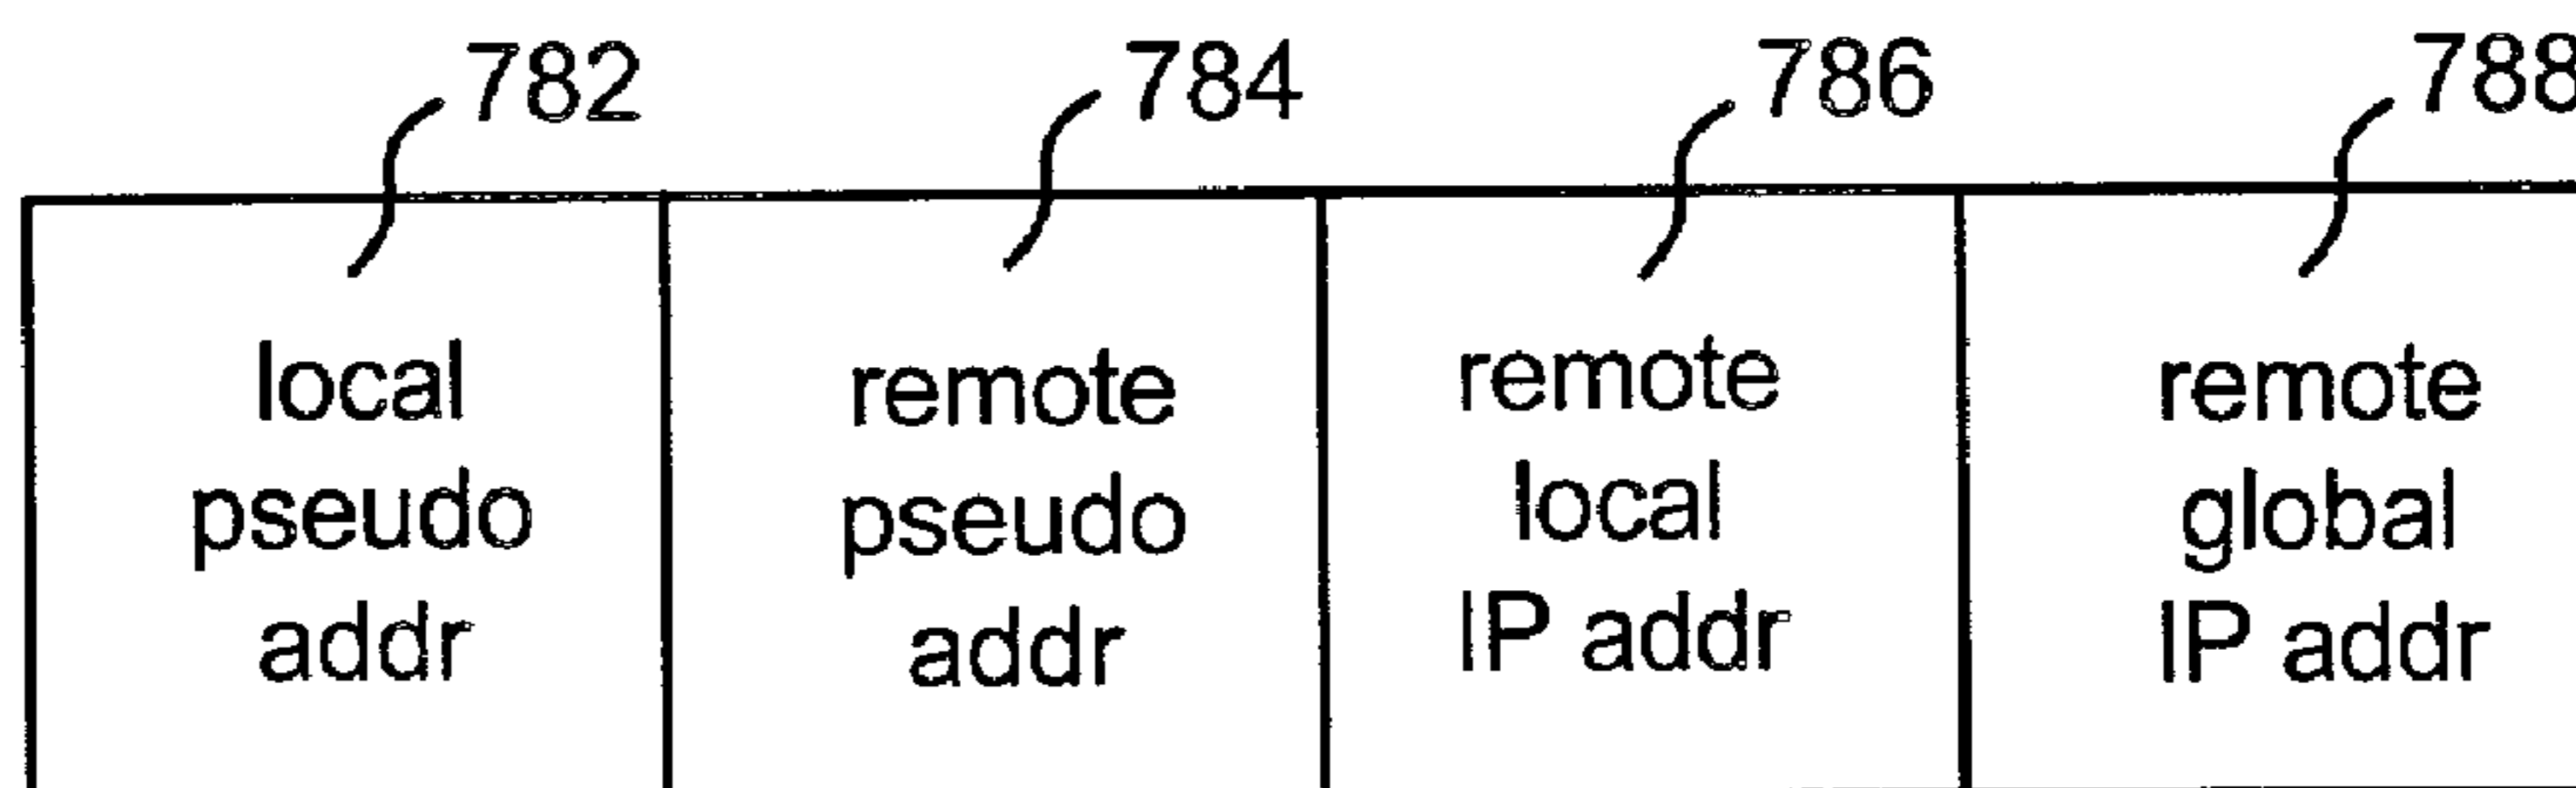 782 784 786 788
local
pseudo
addr
remote
pseudo
addr
remote
local
IP addr
remote
global
IP addr